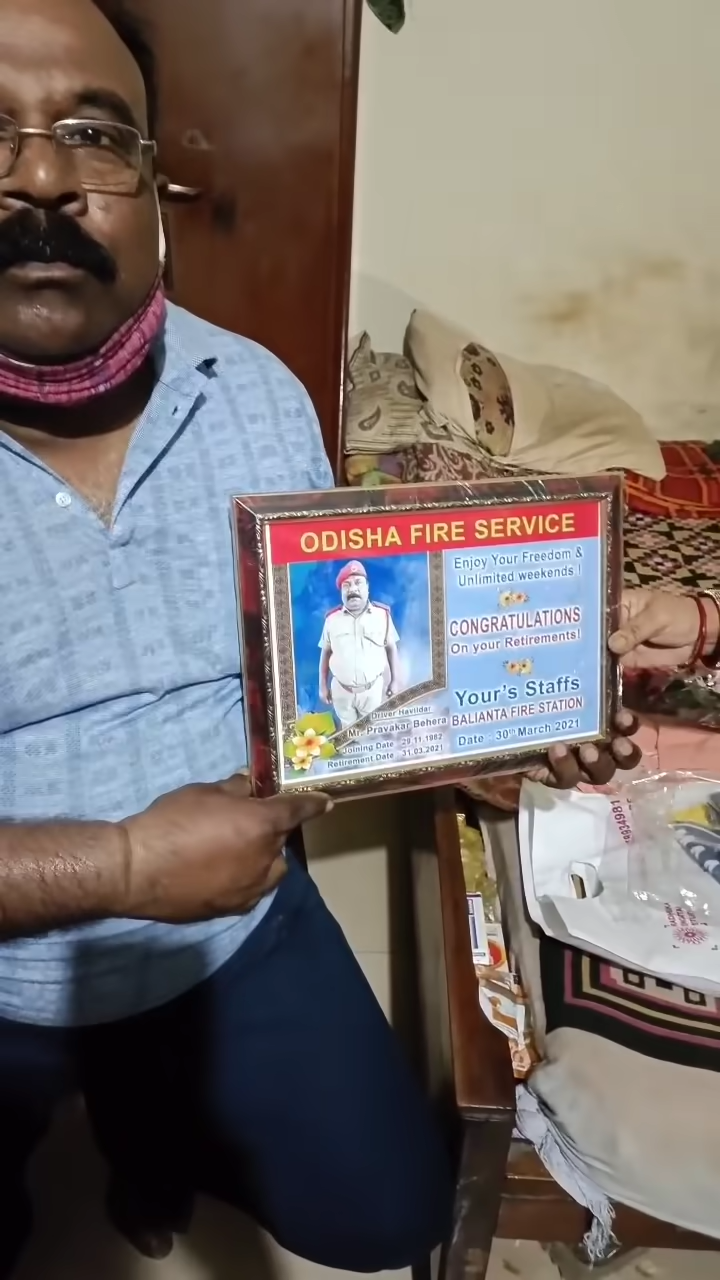 ODISHA FIRE SERVICE
Enjoy Your Freedom &
Unlimited weekends !
CONGRATULATIONS
On your Retirements!
Your's Staffs
BALIANTA FIRE STATION
Date - 30th March 2021
Driver Havildar
Mr. Pravakar Behera
Joining Date 29.11.1982
Retirement Date 31.03.2021